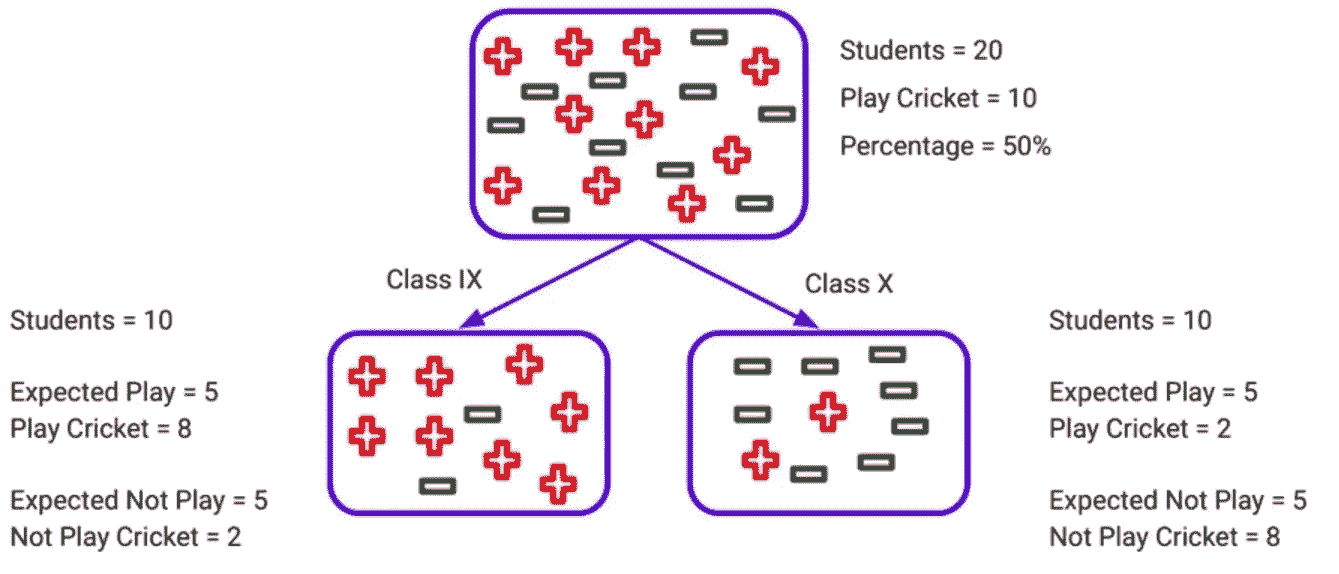 Students = 20
Play Cricket = 10
Percentage = 50%
Class IX
Class X
Students = 10
Expected Play = 5
Play Cricket = 8
Expected Not Play = 5
Not Play Cricket = 2
Students = 10
Expected Play = 5
Play Cricket = 2
Expected Not Play = 5
Not Play Cricket = 8